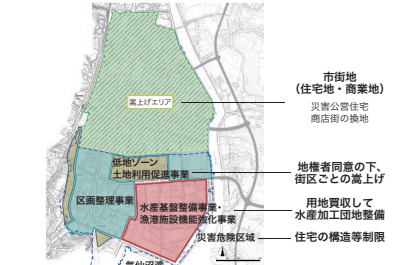 市街地
（住宅地・商業地）
災害公営住宅
商店街の換地
嵩上げエリア
低地ゾーン
土地利用促進事業
地権者同意の下、
街区ごとの嵩上げ
区画整理事業
水産基盤整備事業・
漁港施設機能強化事業
用地買収して
水産加工団地整備
災害危険区域
住宅の構造等制限
気仙沼湾